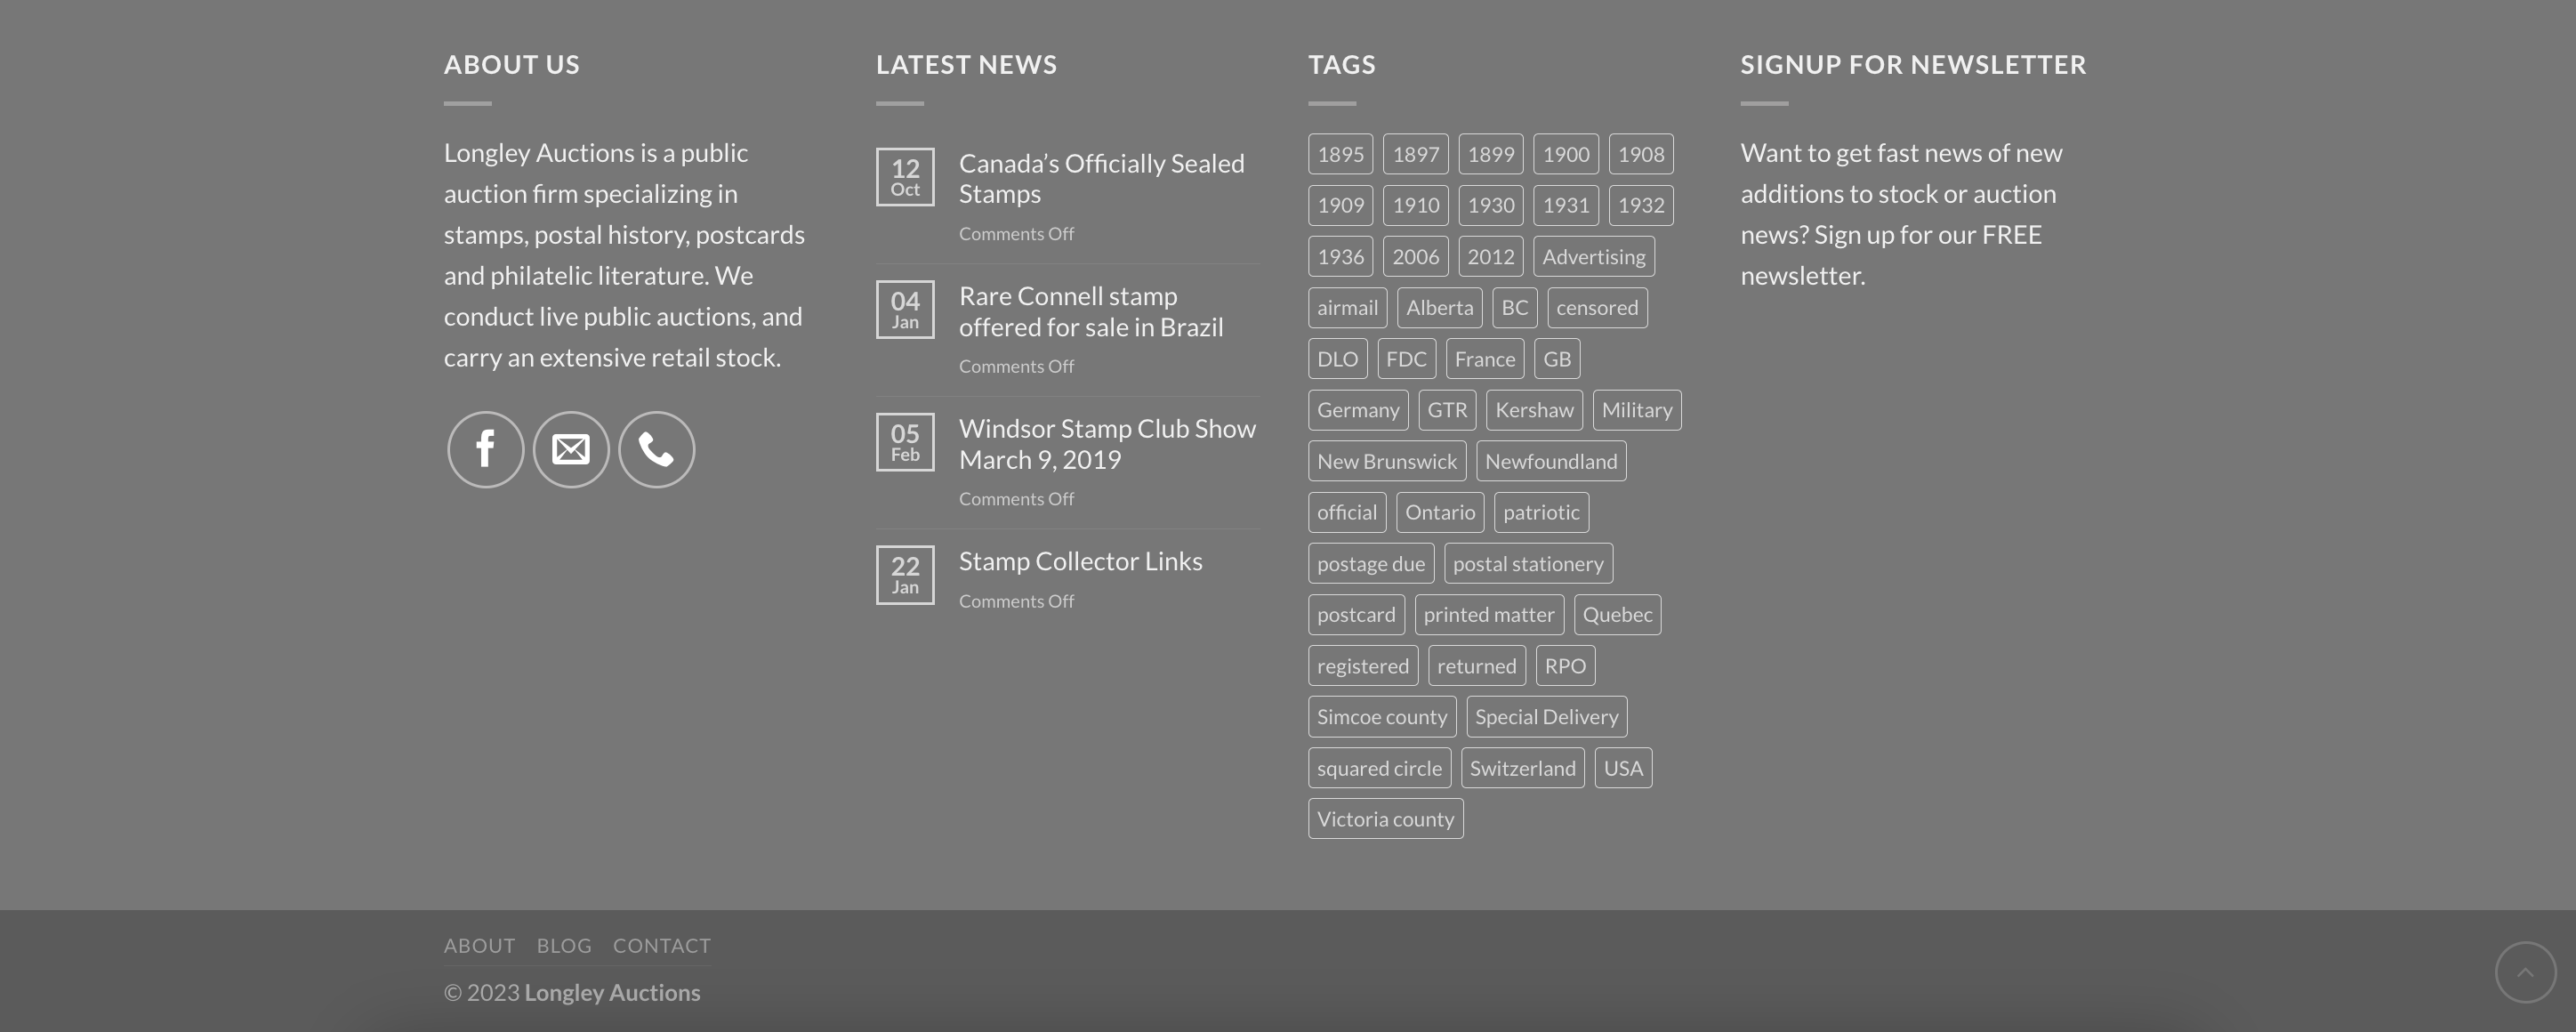 ABOUT US
Longley Auctions is a public
auction firm specializing in
stamps, postal history, postcards
and philatelic literature. We
conduct live public auctions, and
carry an extensive retail stock.
LATEST NEWS
12
Oct
Canada’s Officially Sealed
Stamps
Comments Off
04
Jan
Rare Connell stamp
offered for sale in Brazil
Comments Off
05
Feb
Windsor Stamp Club Show
March 9, 2019
Comments Off
22
Jan
Stamp Collector Links
Comments Off
TAGS
1895 1897 1899 1900 1908
1909 1910 1930 1931 1932
1936 2006 2012 Advertising
airmail Alberta BC censored
DLO FDC France GB
Germany GTR Kershaw Military
New Brunswick Newfoundland
official Ontario patriotic
postage due postal stationery
postcard printed matter Quebec
registered returned RPO
Simcoe county Special Delivery
squared circle Switzerland USA
Victoria county
SIGNUP FOR NEWSLETTER
Want to get fast news of new
additions to stock or auction
news? Sign up for our FREE
newsletter.
ABOUT BLOG CONTACT
© 2023 Longley Auctions